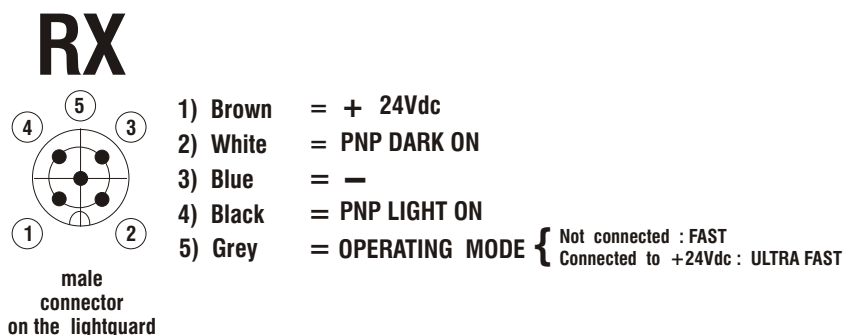 RX
5
4
3
1
2
male
connector
on the lightguard
1) Brown = + 24Vdc
2) White = PNP DARK ON
3) Blue = −
4) Black = PNP LIGHT ON
5) Grey = OPERATING MODE { Not connected : FAST
Connected to +24Vdc : ULTRA FAST